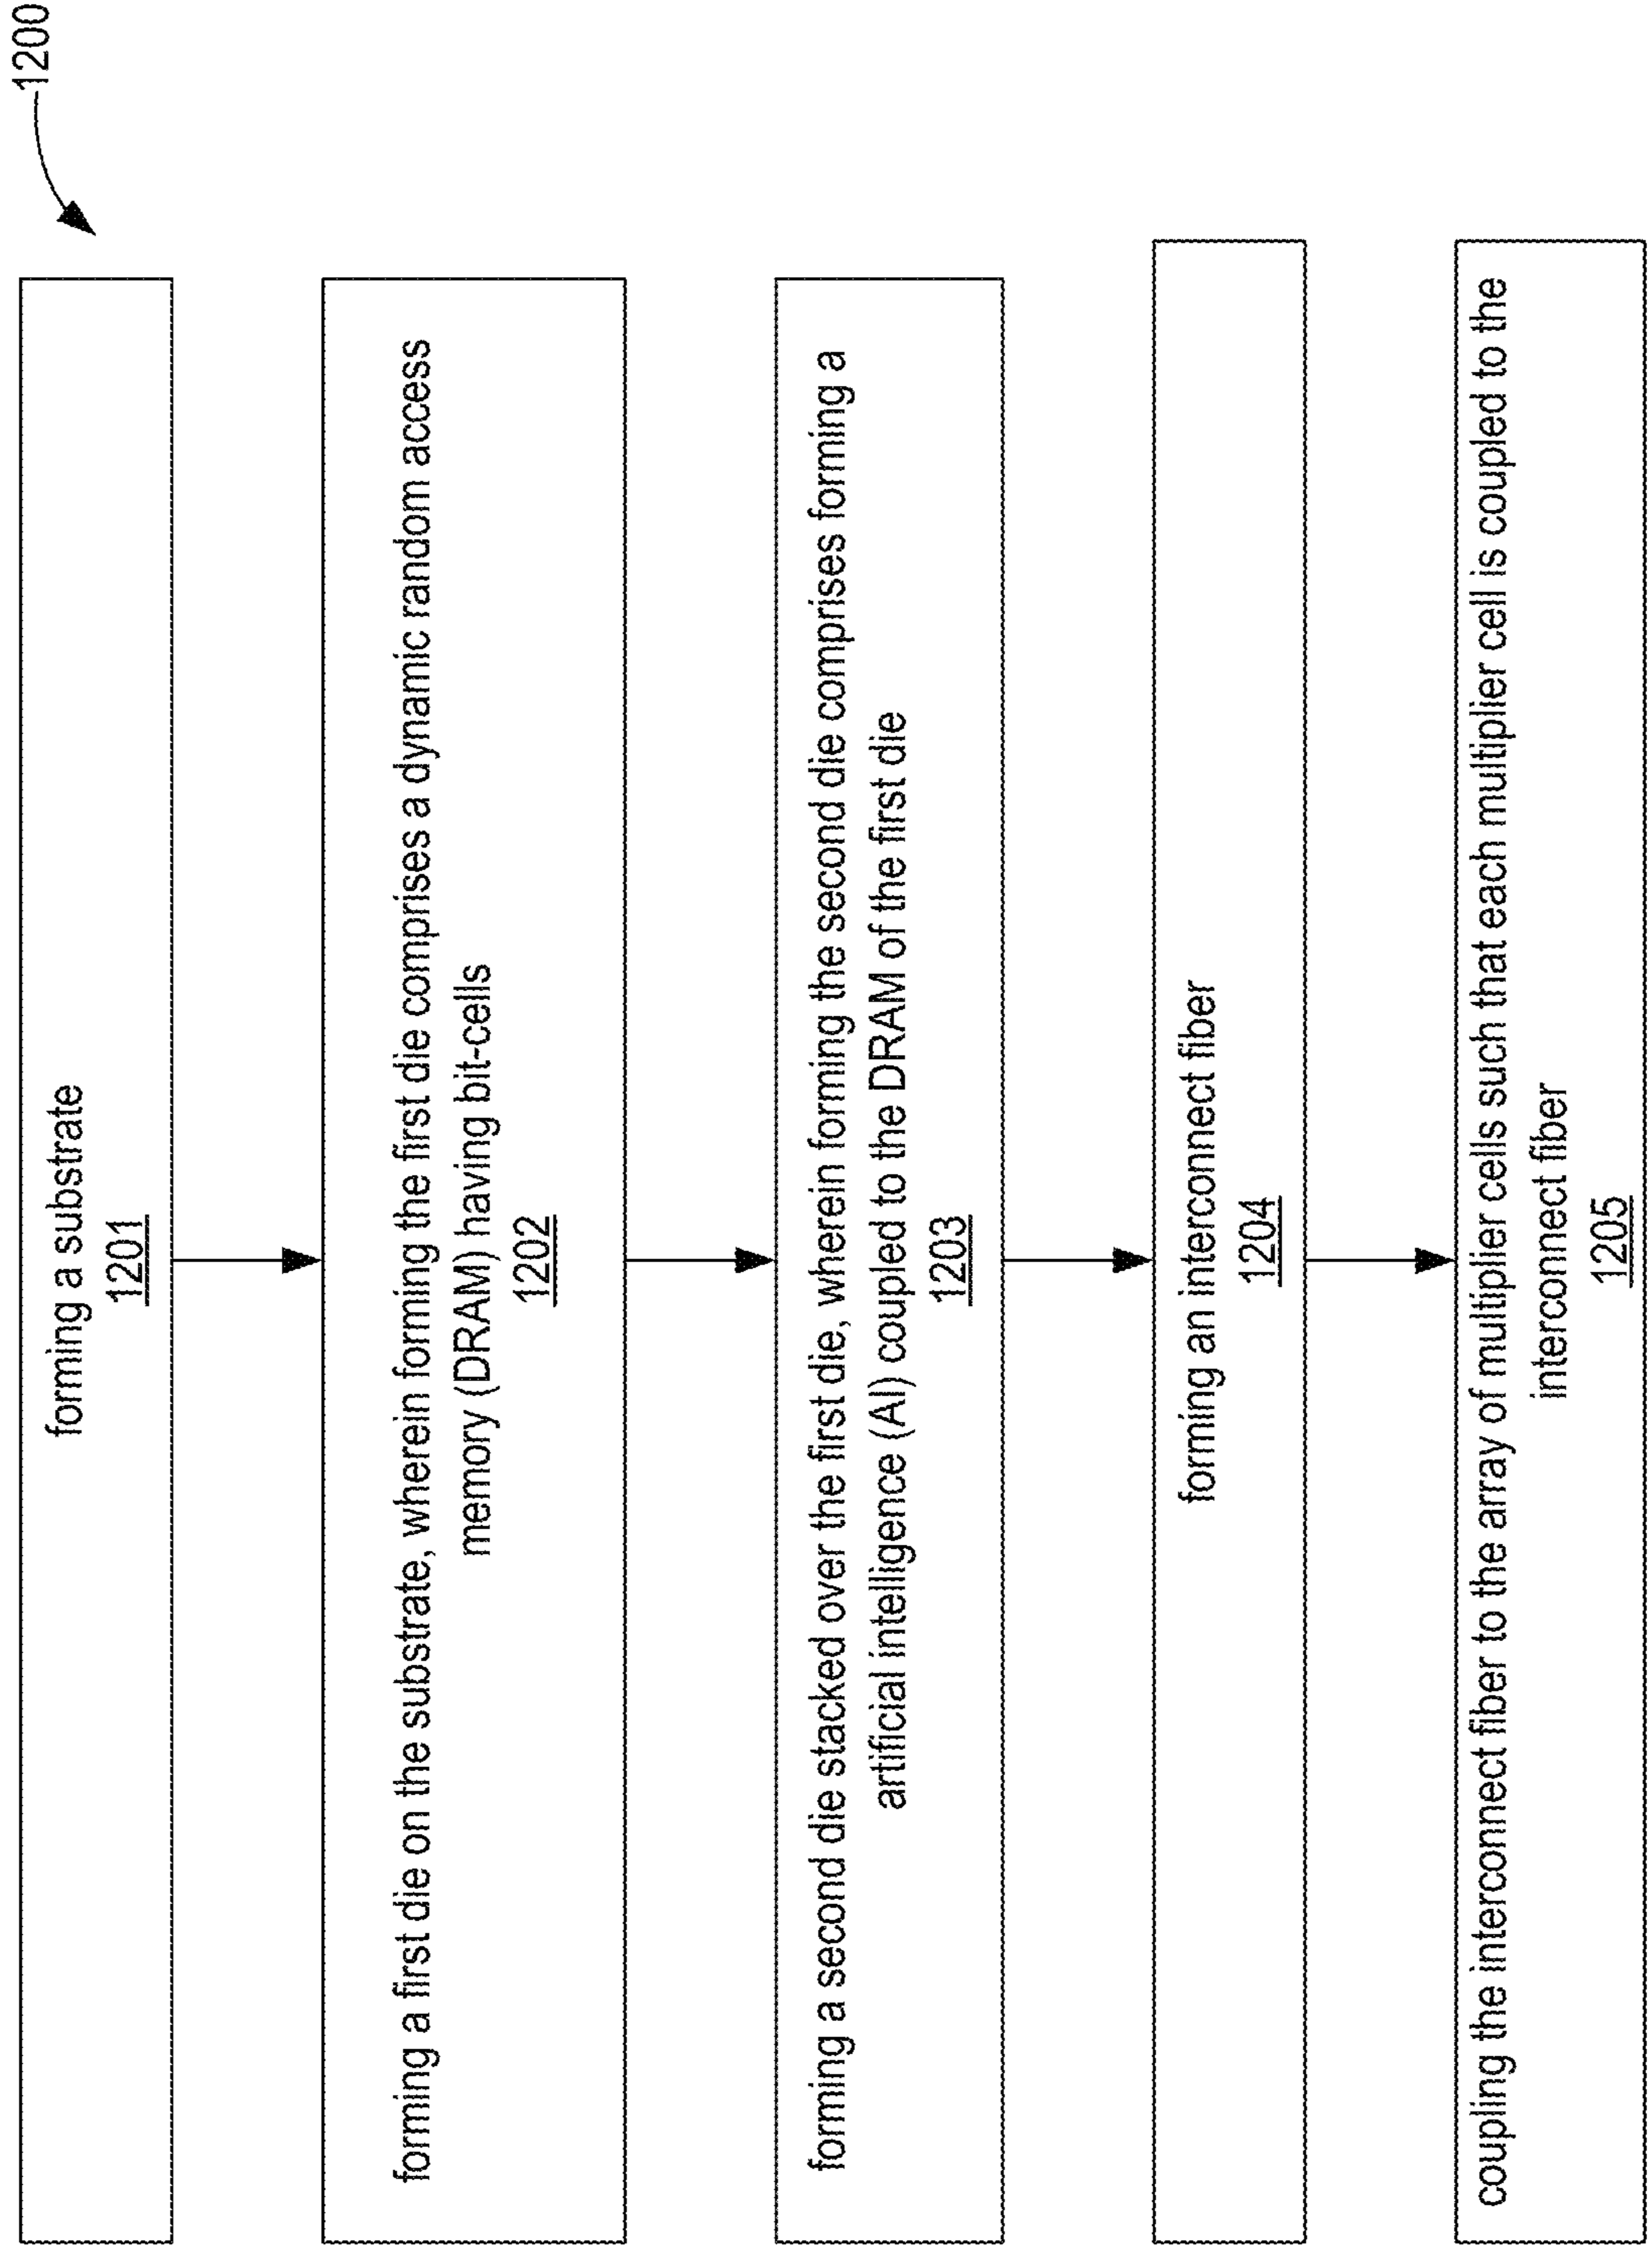 1200
forming a substrate
1201
forming a first die on the substrate, wherein forming the first die comprises a dynamic random access
memory (DRAM) having bit-cells
1202
forming a second die stacked over the first die, wherein forming the second die comprises forming a
artificial intelligence (AI) coupled to the DRAM of the first die
1203
forming an interconnect fiber
1204
coupling the interconnect fiber to the array of multiplier cells such that each multiplier cell is coupled to the
interconnect fiber
1205